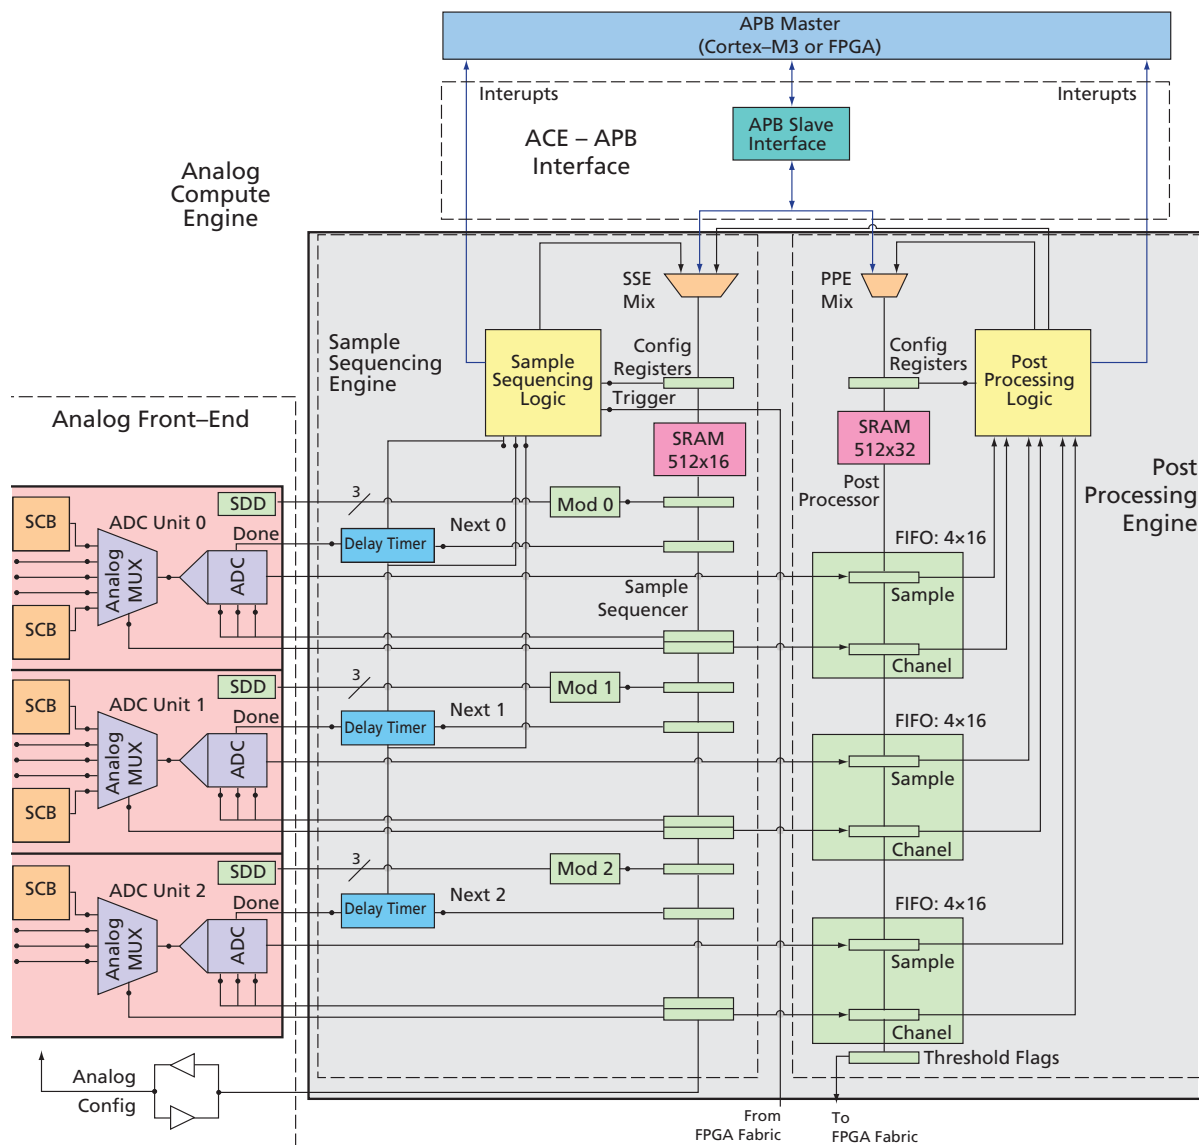 APB Master
(Cortex–M3 or FPGA)
Interupts
Interupts
APB Slave
Interface
ACE – APB
Interface
Analog
Compute
Engine
SSE
Mix
PPE
Mix
Sample
Sequencing
Engine
Sample
Sequencing
Logic
Config
Registers
Trigger
Config
Registers
Post
Processing
Logic
SRAM
512x16
SRAM
512x32
Post
Processor
Post
Processing
Engine
Analog Front–End
SCB
ADC Unit 0
SDD
3
Mod 0
Done
Delay Timer
Next 0
Analog
MUX
ADC
SCB
Sample
Sequencer
FIFO: 4×16
Sample
Chanel
SCB
ADC Unit 1
SDD
3
Mod 1
Done
Delay Timer
Next 1
Analog
MUX
ADC
SCB
FIFO: 4×16
Sample
Chanel
SCB
ADC Unit 2
SDD
3
Mod 2
Done
Delay Timer
Next 2
Analog
MUX
ADC
FIFO: 4×16
Sample
Chanel
Threshold Flags
Analog
Config
From
FPGA Fabric
To
FPGA Fabric